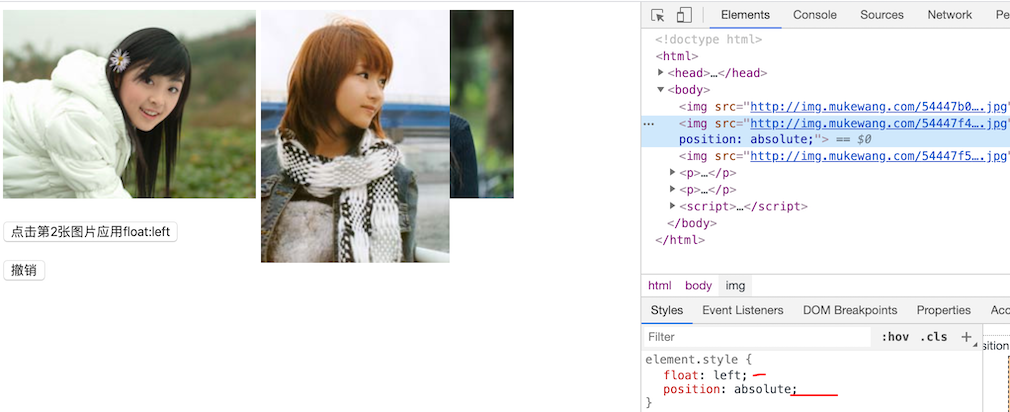 Elements Console Sources Network Pe
<!doctype html>
<html>
<head>…</head>
<body>
<img src="http://img.mukewang.com/54447b0….jpg"
<img src="http://img.mukewang.com/54447f4….jpg"
position: absolute;"> == $0
<img src="http://img.mukewang.com/54447f5….jpg"
<p>…</p>
<p>…</p>
<script>…</script>
</body>
</html>
点击第2张图片应用float:left
撤销
html body img
Styles Event Listeners DOM Breakpoints Properties Acc
Filter :hov .cls +
sition
element.style {
float: left;
position: absolute;
}